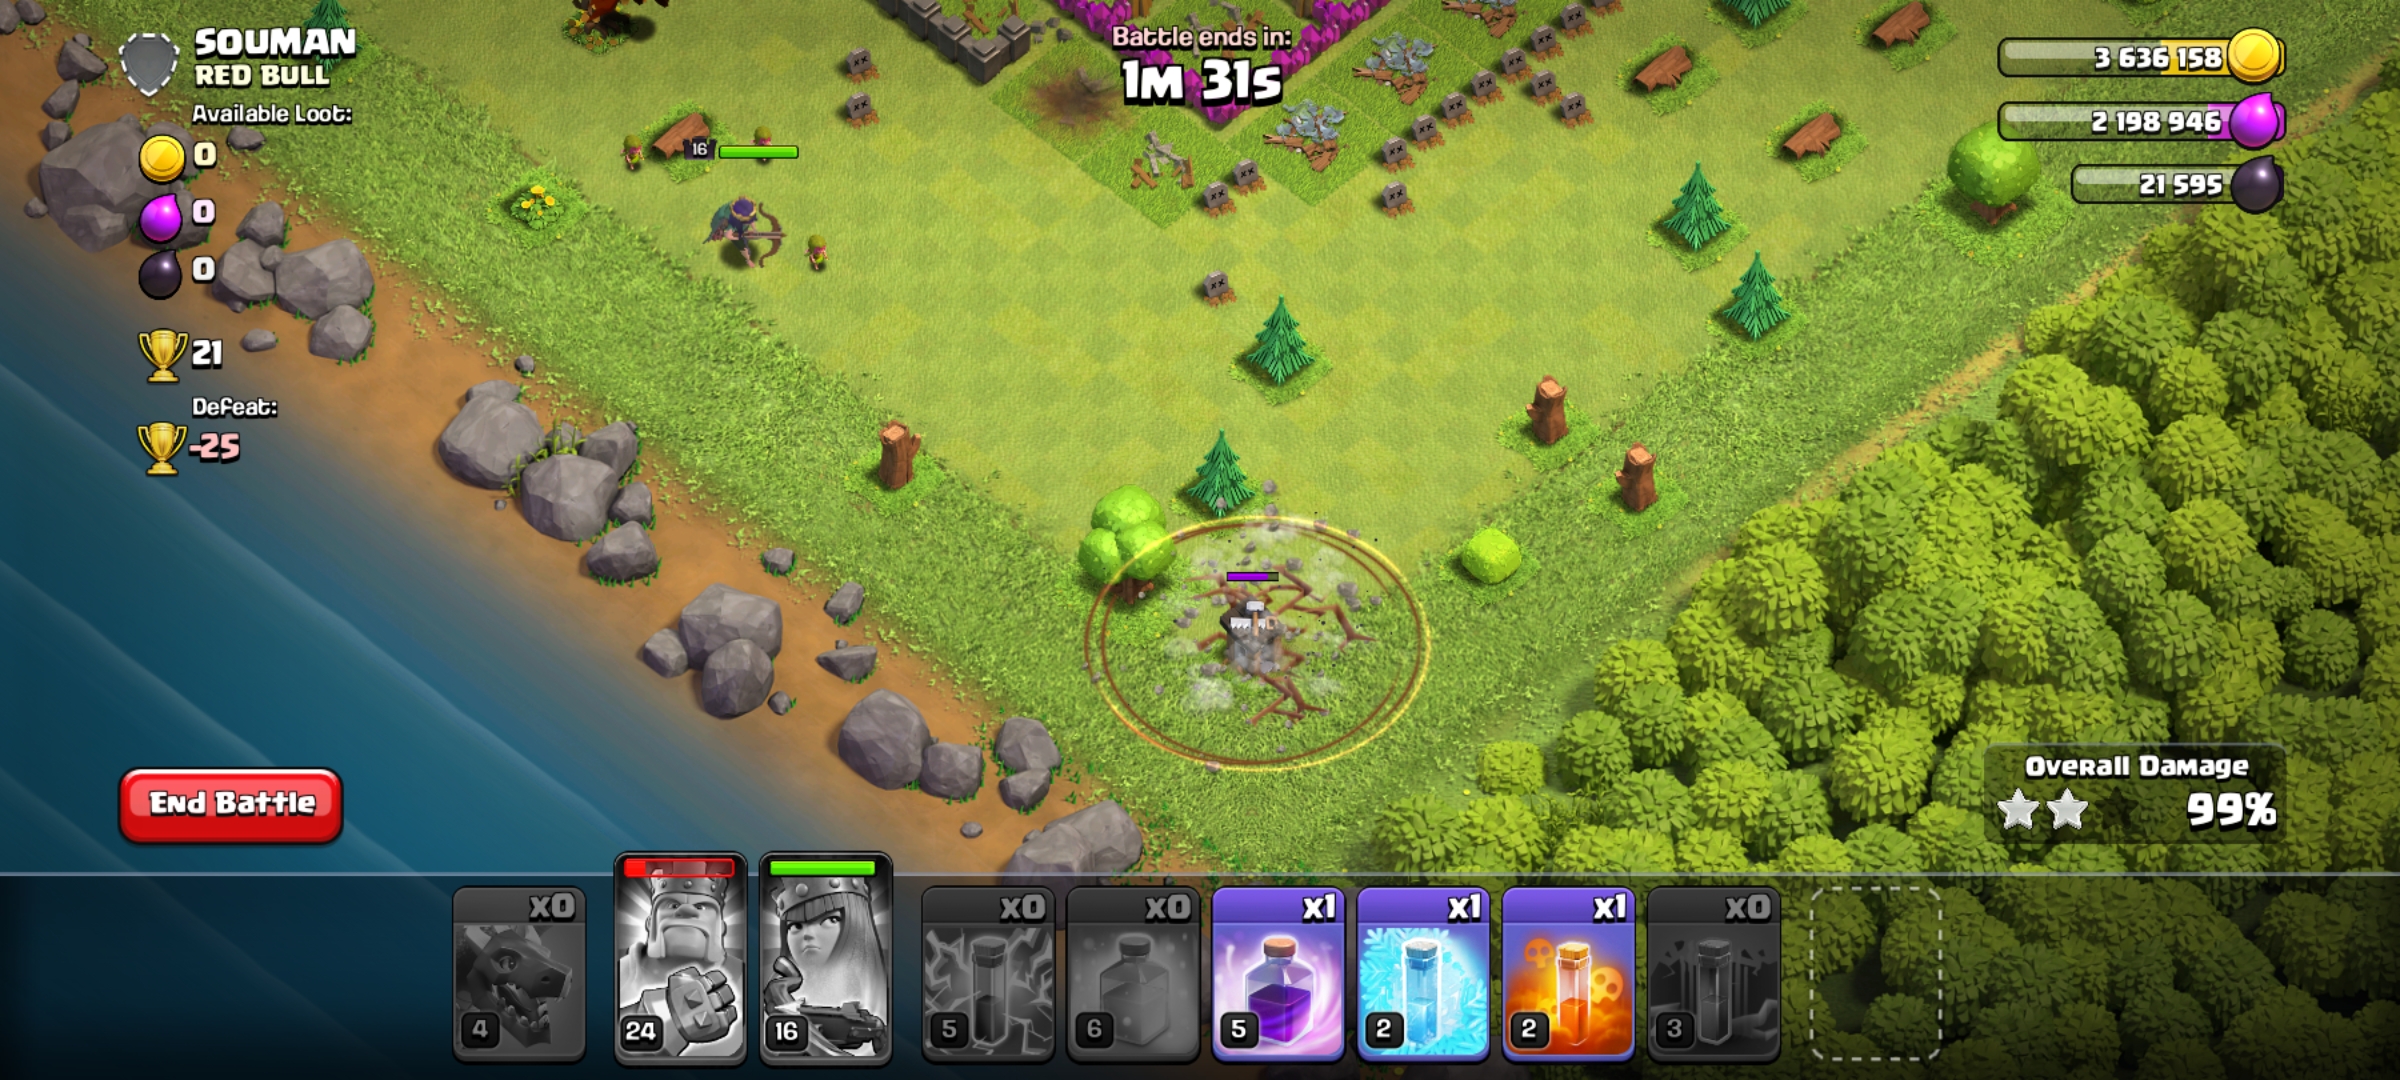 SOUMAN
RED BULL
Available Loot:
0
0
0
21
Defeat:
-25
Battle ends in:
1M 31s
3 636 158
2 198 946
21 595
16
End Battle
Overall Damage
99%
x0
4
24
16
x0
5
x0
6
x1
5
x1
2
x1
2
x0
3